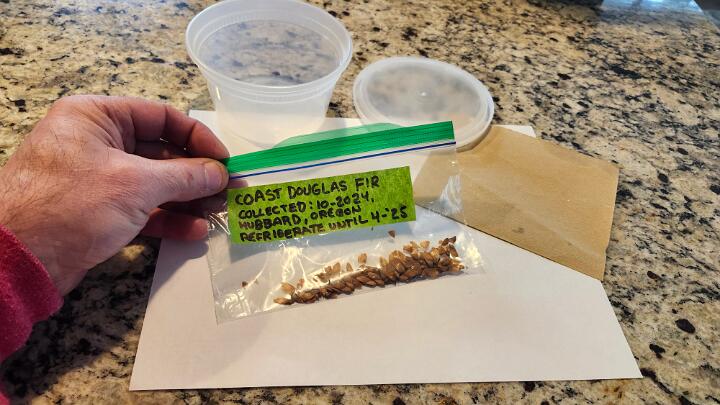 COAST DOUGLAS FIR
COLLECTED: 10-2024,
HUBBARD, OREGON
REFRIGERATE UNTIL 4-25